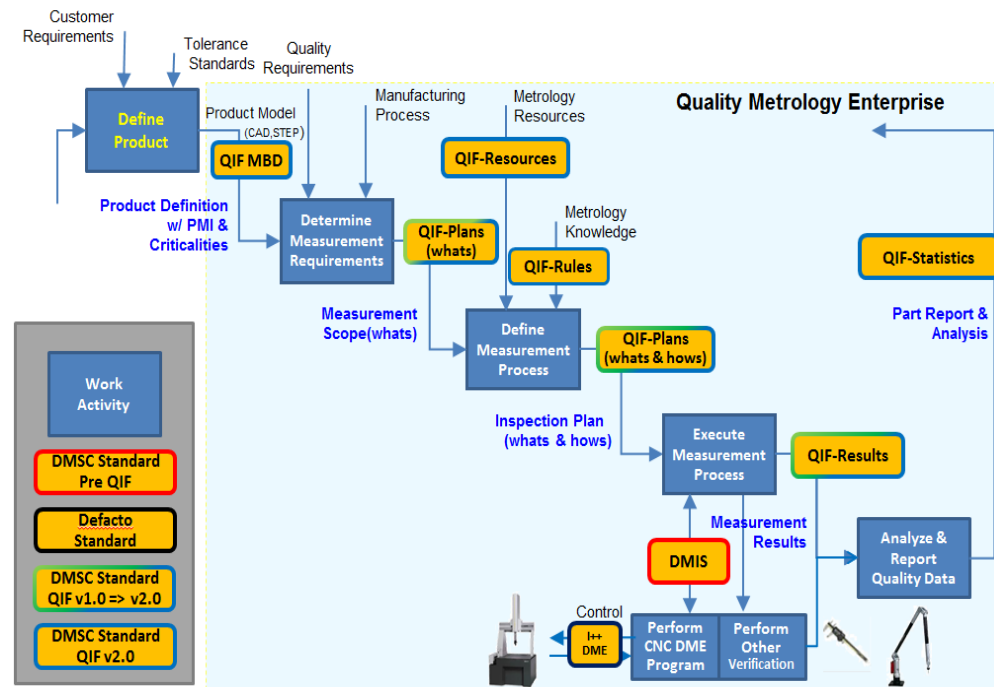 Customer
Requirements
Tolerance
Standards
Quality
Requirements
Define
Product
Product Model
(CAD,STEP)
QIF MBD
Manufacturing
Process
Metrology
Resources
Quality Metrology Enterprise
QIF-Resources
Product Definition
w/ PMI &
Criticalities
Determine
Measurement
Requirements
QIF-Plans
(whats)
Metrology
Knowledge
QIF-Rules
QIF-Statistics
Measurement
Scope(whats)
Define
Measurement
Process
QIF-Plans
(whats & hows)
Part Report &
Analysis
Inspection Plan
(whats & hows)
Execute
Measurement
Process
QIF-Results
Measurement
Results
DMIS
Analyze &
Report
Quality Data
Control
I++
DME
Perform
CNC DME
Program
Perform
Other
Verification
Work
Activity
DMSC Standard
Pre QIF
Defacto
Standard
DMSC Standard
QIF v1.0 => v2.0
DMSC Standard
QIF v2.0